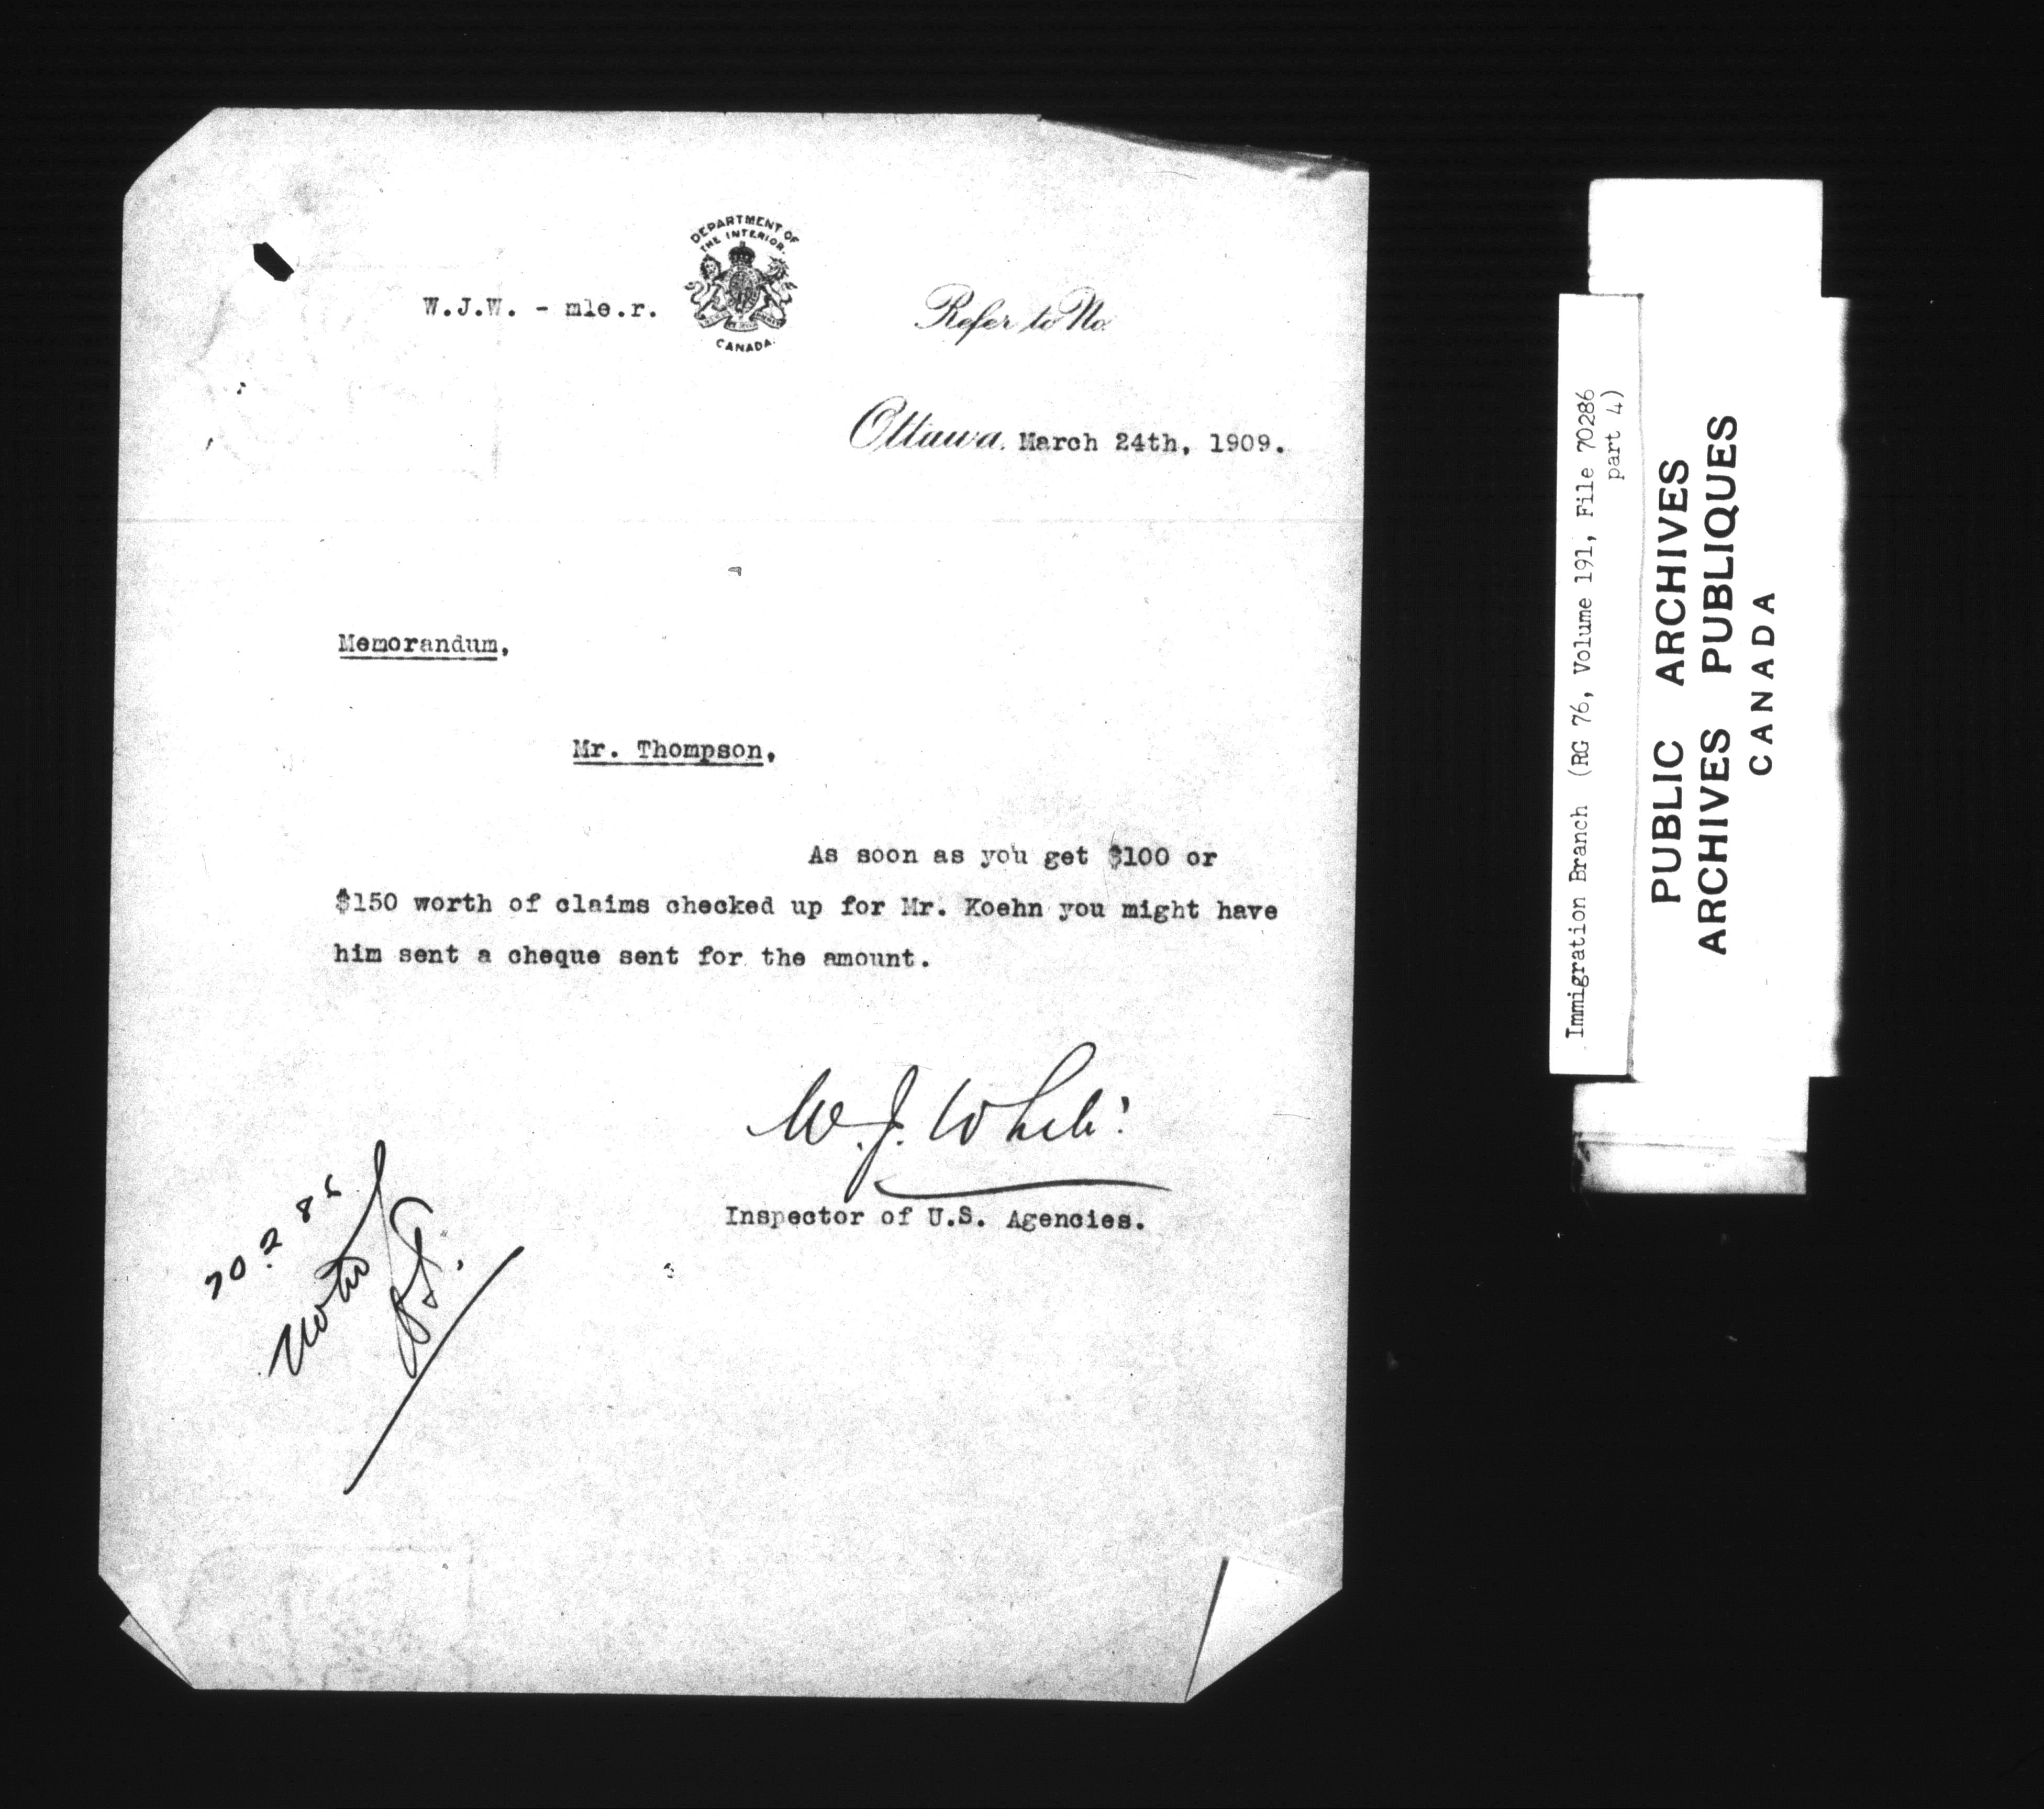 DEPARTMENT OF
THE INTERIOR.
CANADA.
W.J.W. - mle.r.
Refer to No.
Ottawa, March 24th, 1909.
Memorandum,
Mr. Thompson,
As soon as you get $100 or
$150 worth of claims checked up for Mr. Koehn you might have
him sent a cheque sent for the amount.
W. J. White
Inspector of U.S. Agencies.
70286
Noted
Immigration Branch (RG 76, Volume 191, File 70286
part 4)
PUBLIC ARCHIVES
ARCHIVES PUBLIQUES
CANADA